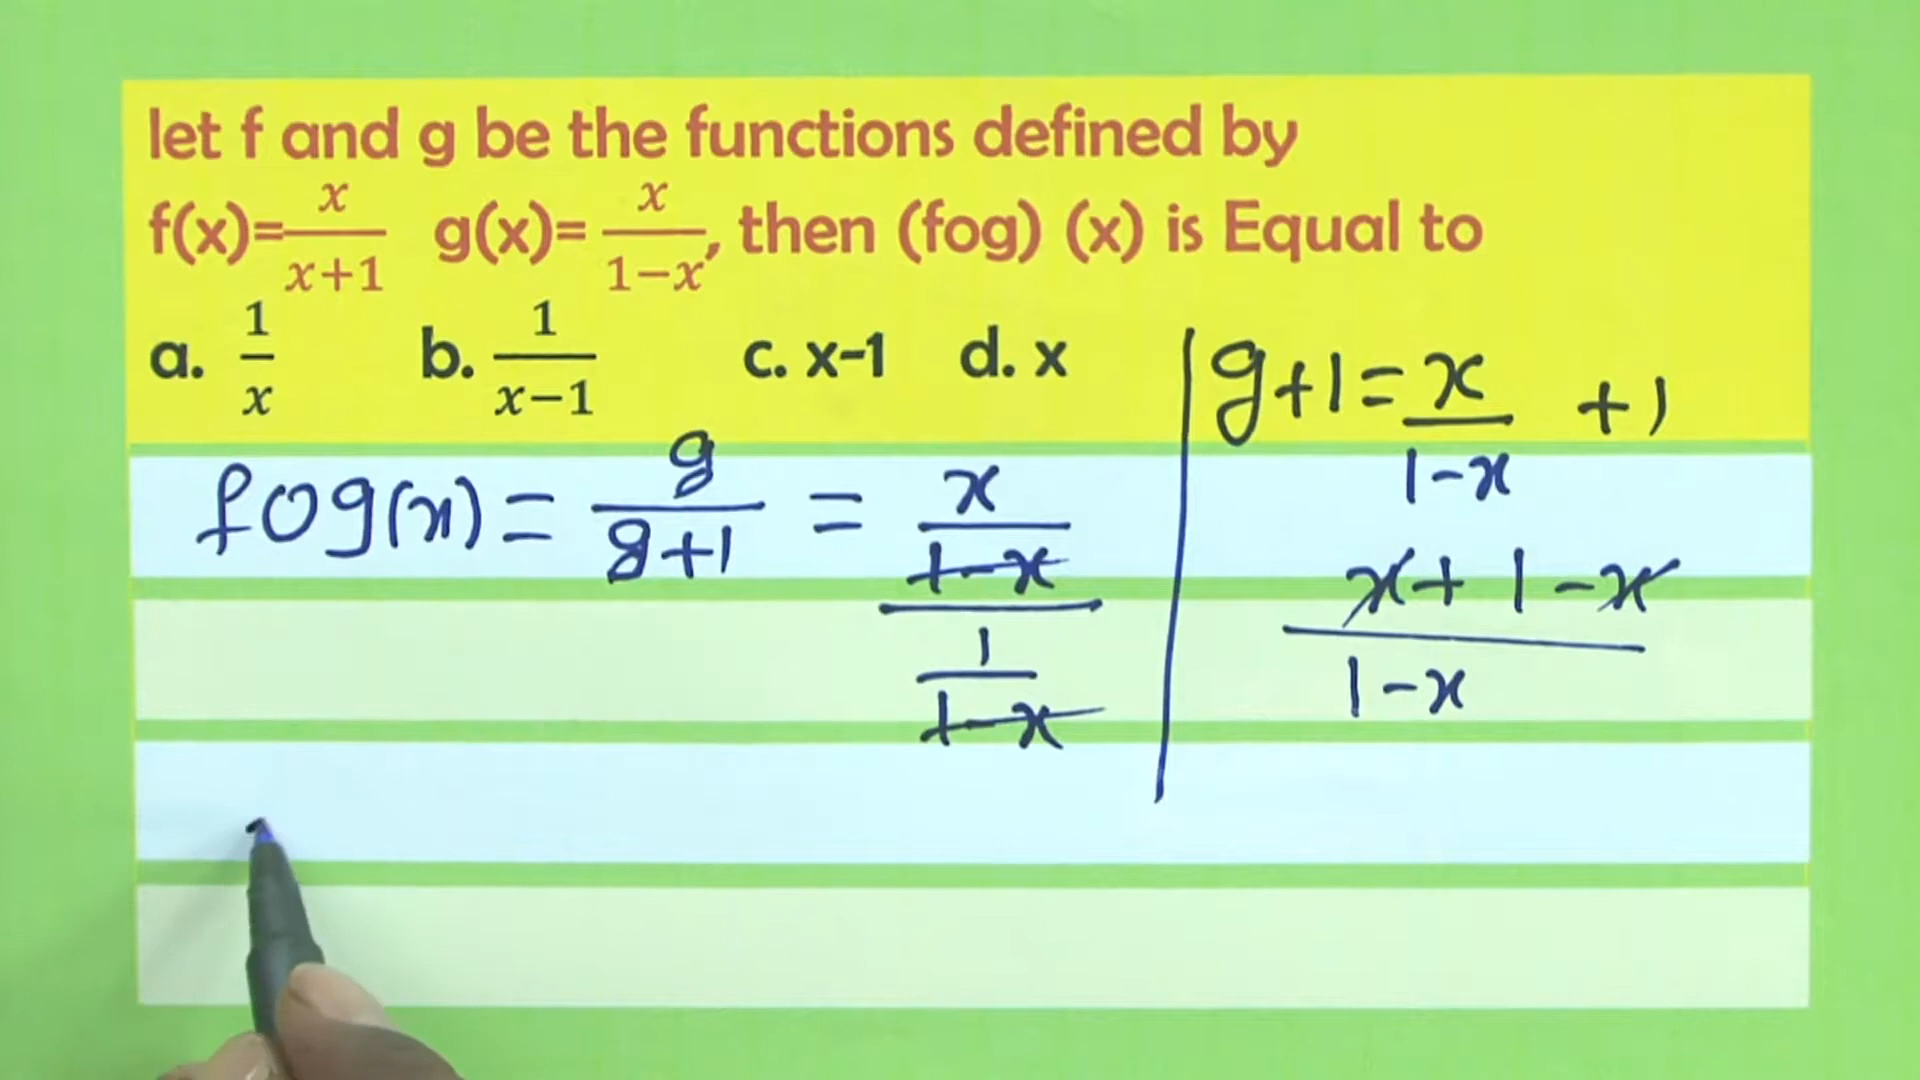 let f and g be the functions defined by
f(x)=x/(x+1) g(x)= x/(1−x), then (fog) (x) is Equal to
a. 1/x b. 1/(x−1) c. x-1 d. x
g+1 = x/(1-x) + 1
fog(x) = g/(g+1) = (x/(1-x))/(1/(1-x))
(x+1-x)/(1-x)